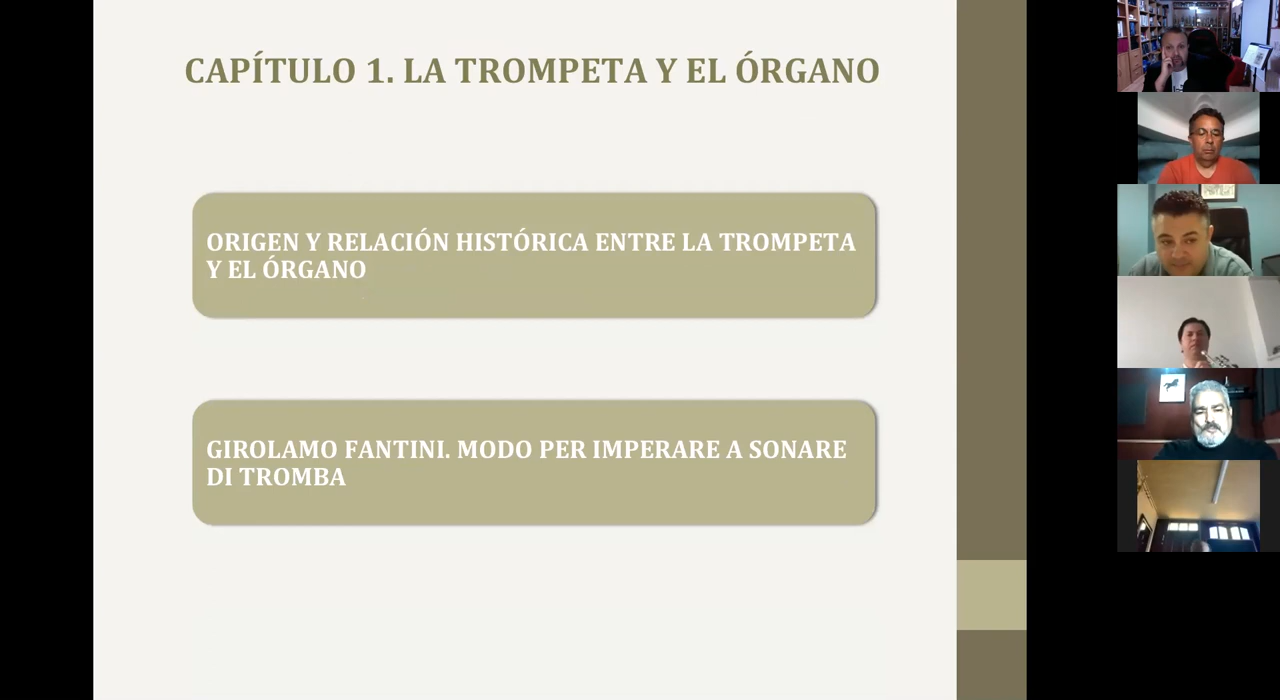 CAPÍTULO 1. LA TROMPETA Y EL ÓRGANO
ORIGEN Y RELACIÓN HISTÓRICA ENTRE LA TROMPETA
Y EL ÓRGANO
GIROLAMO FANTINI. MODO PER IMPERARE A SONARE
DI TROMBA